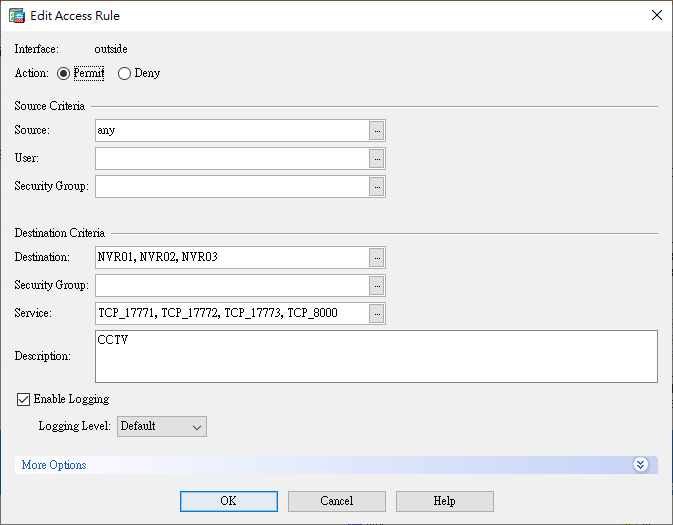 Edit Access Rule
Interface: outside
Action: Permit Deny
Source Criteria
Source: any ...
User: ...
Security Group: ...
Destination Criteria
Destination: NVR01, NVR02, NVR03 ...
Security Group: ...
Service: TCP_17771, TCP_17772, TCP_17773, TCP_8000 ...
Description: CCTV
Enable Logging
Logging Level: Default
More Options
OK Cancel Help